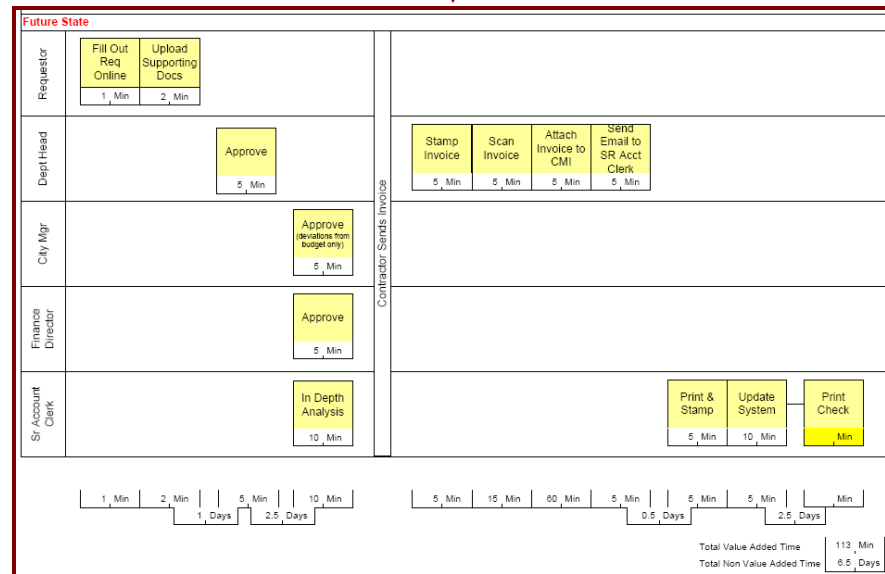 Future State
Requestor
Fill Out
Req
Online
1 Min
Upload
Supporting
Docs
2 Min
Dept Head
Approve
5 Min
Stamp
Invoice
5 Min
Scan
Invoice
5 Min
Attach
Invoice to
CMI
5 Min
Send
Email to
SR Acct
Clerk
5 Min
City Mgr
Approve
(deviations from
budget only)
5 Min
Contractor Sends Invoice
Finance
Director
Approve
5 Min
Sr Account
Clerk
In Depth
Analysis
10 Min
Print &
Stamp
5 Min
Update
System
10 Min
Print
Check
Min
1 Min 2 Min 5 Min 10 Min 5 Min 15 Min 60 Min 5 Min 5 Min 5 Min Min
1 Days 2.5 Days 0.5 Days 2.5 Days
Total Value Added Time 113 Min
Total Non Value Added Time 6.5 Days